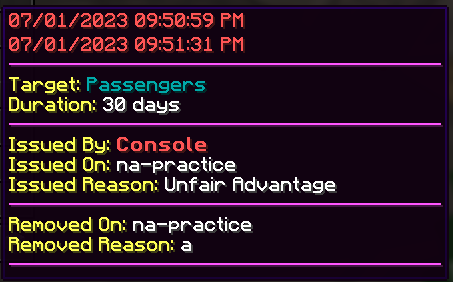 07/01/2023 09:50:59 PM
07/01/2023 09:51:31 PM
Target: Passengers
Duration: 30 days
Issued By: Console
Issued On: na-practice
Issued Reason: Unfair Advantage
Removed On: na-practice
Removed Reason: a